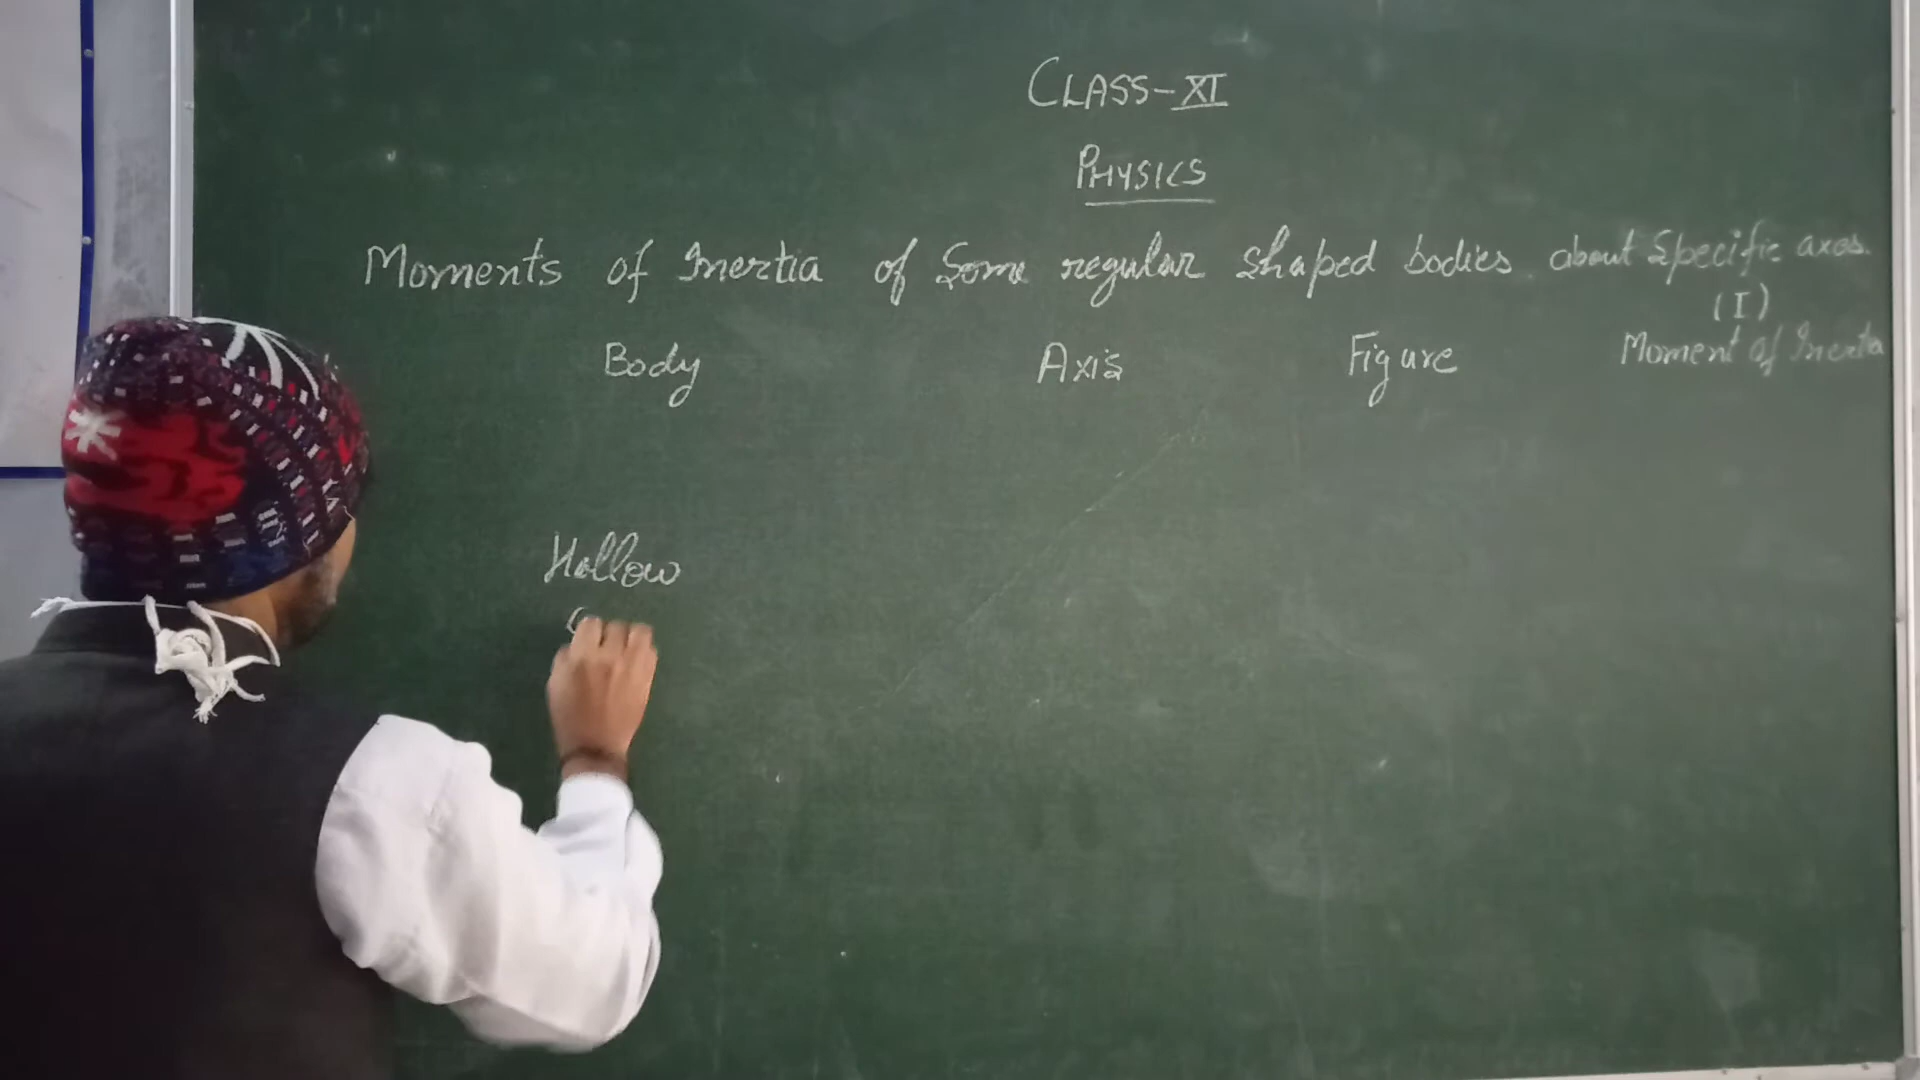 CLASS-XI
PHYSICS
Moments of Inertia of Some regular shaped bodies about Specific axes.
(I)
Body Axis Figure Moment of Inertia
Hollow